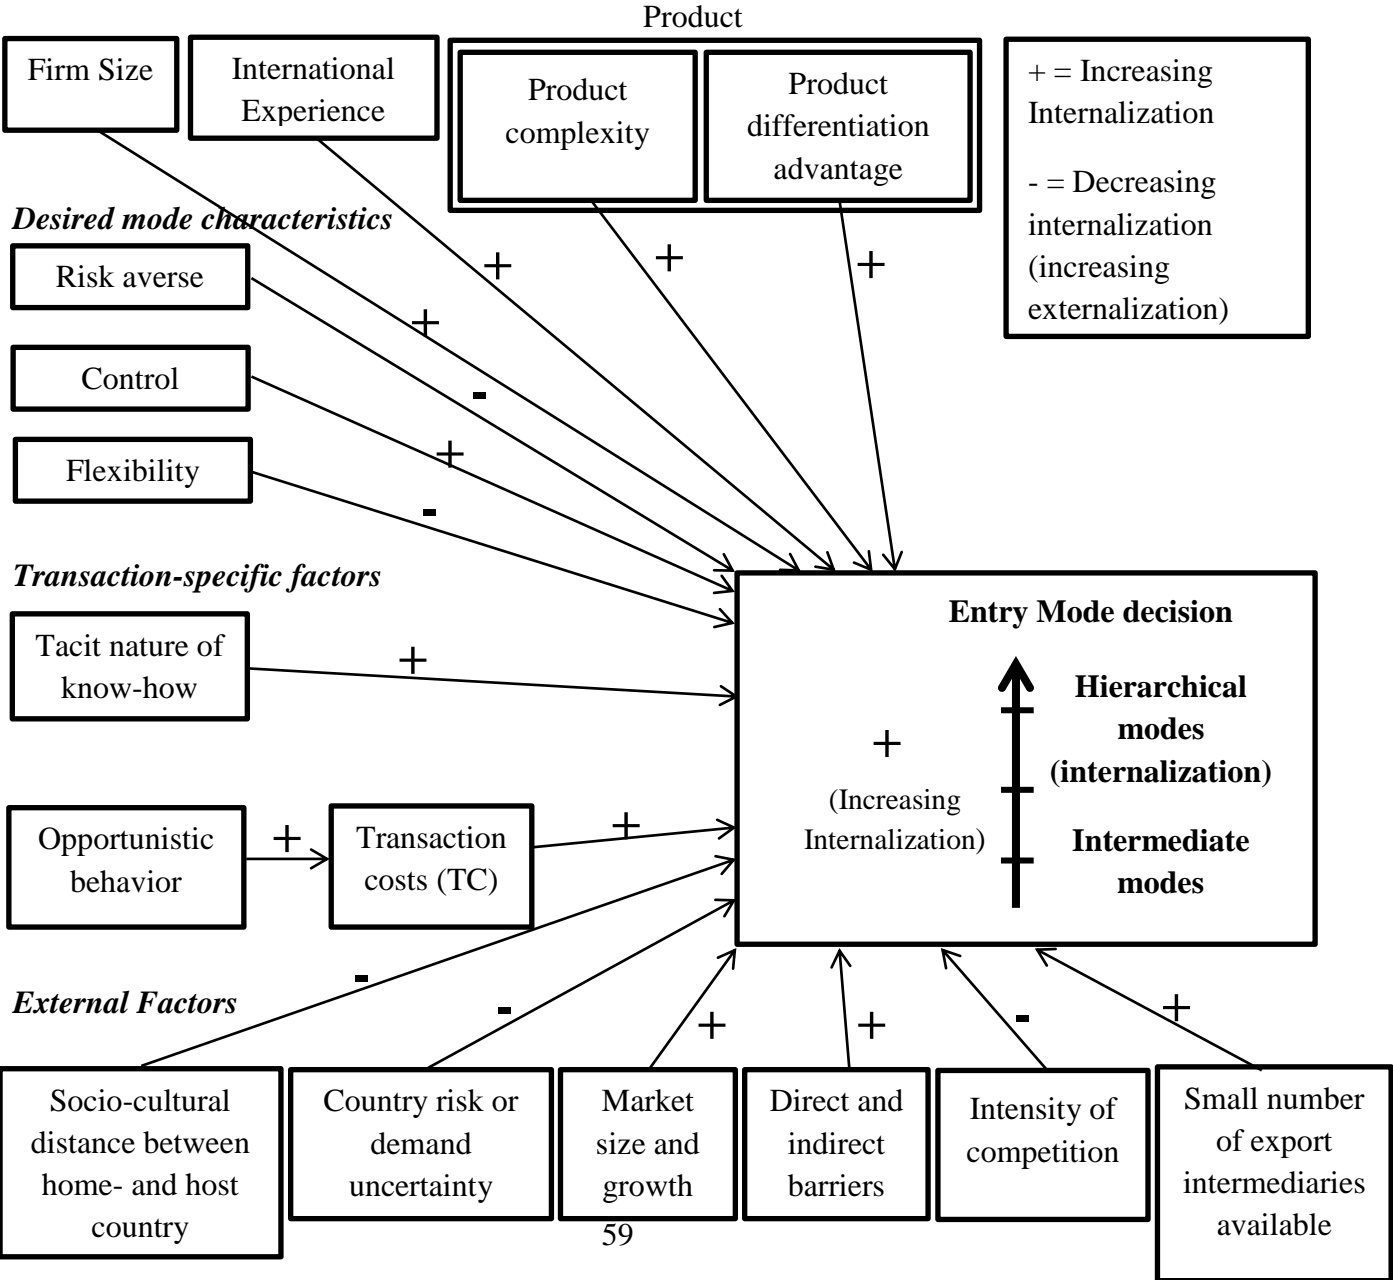 Product
Firm Size
International
Experience
Product
complexity
Product
differentiation
advantage
+ = Increasing
Internalization
- = Decreasing
internalization
(increasing
externalization)
Desired mode characteristics
+
+
+
Risk averse
+
Control
-
+
Flexibility
-
Transaction-specific factors
Entry Mode decision
Tacit nature of
know-how
+
Hierarchical
modes
(internalization)
+
(Increasing
Internalization)
Opportunistic
behavior
+
Transaction
costs (TC)
+
Intermediate
modes
External Factors
-
-
+
+
-
+
Socio-cultural
distance between
home- and host
country
Country risk or
demand
uncertainty
Market
size and
growth
Direct and
indirect
barriers
Intensity of
competition
Small number
of export
intermediaries
available
59